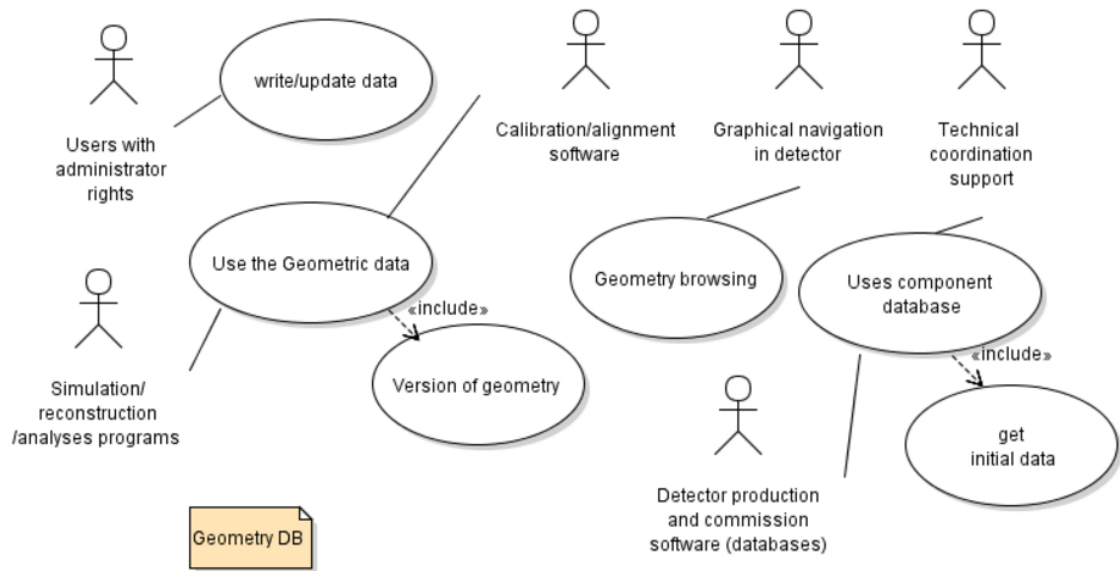 write/update data
Users with
administrator
rights
Calibration/alignment
software
Graphical navigation
in detector
Technical
coordination
support
Use the Geometric data
«include»
Version of geometry
Geometry browsing
Uses component
database
«include»
get
initial data
Simulation/
reconstruction
/analyses programs
Detector production
and commission
software (databases)
Geometry DB